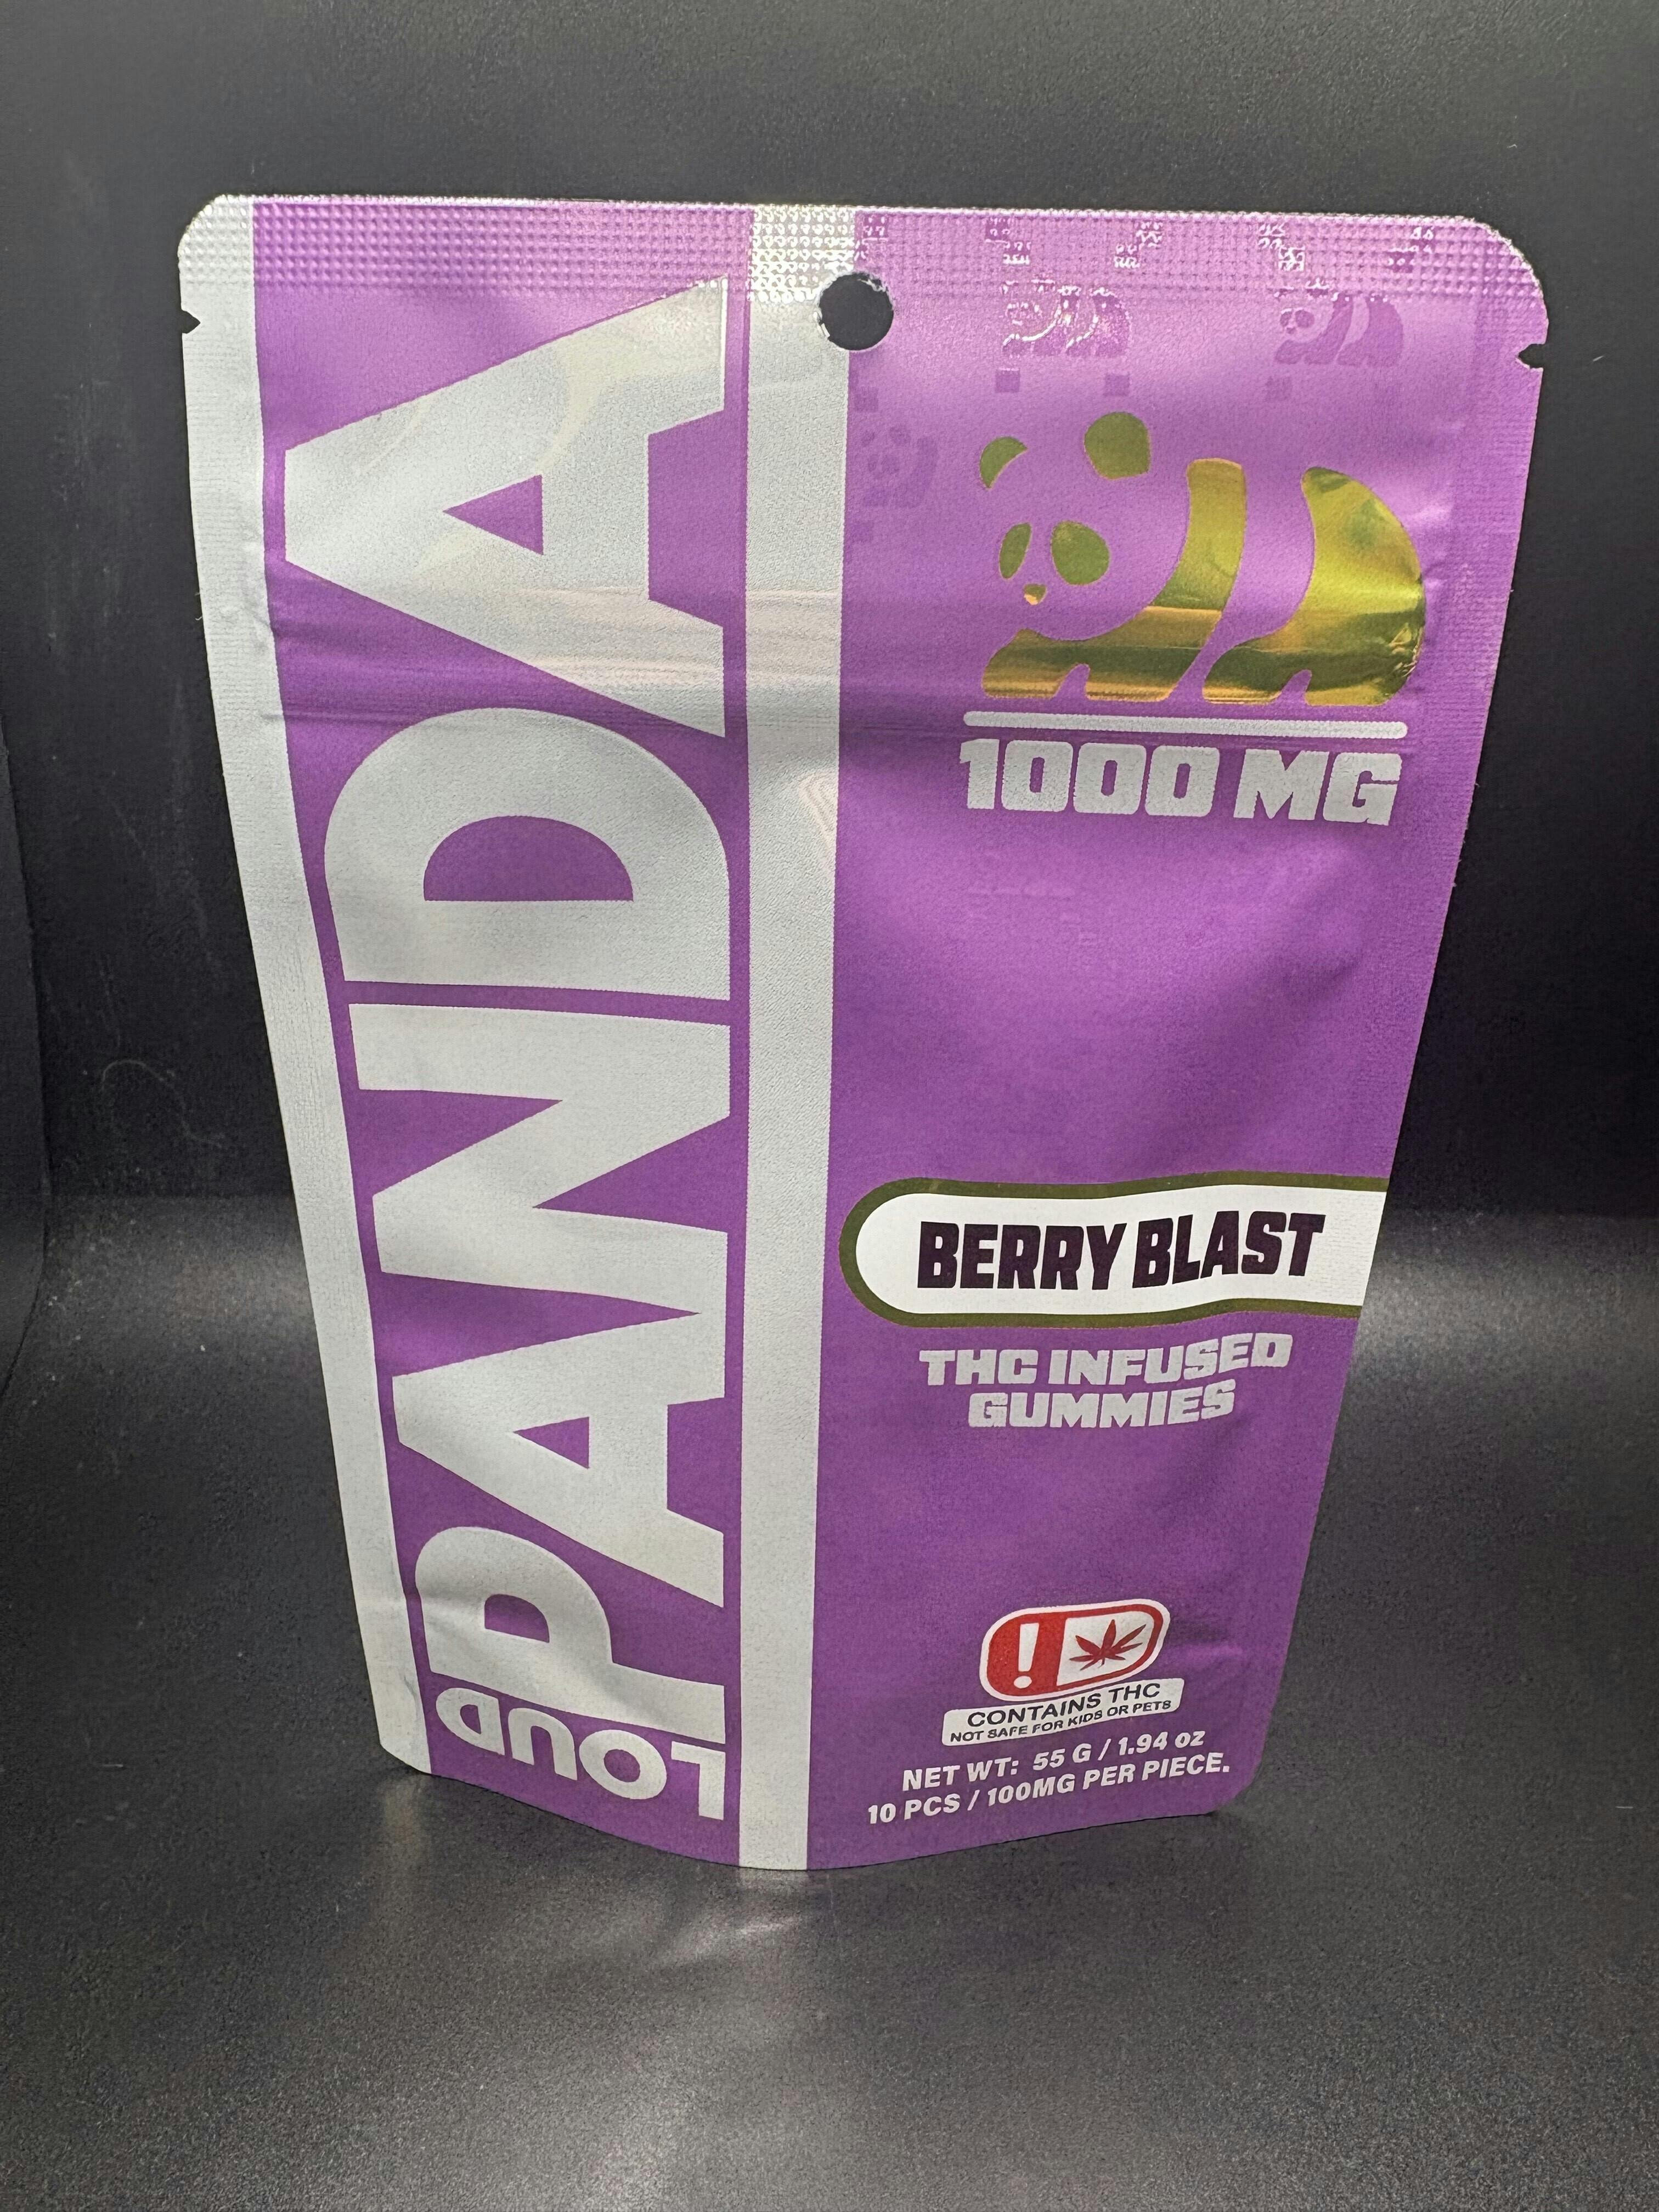 LOUD
PANDA
1000 MG
BERRY BLAST
THC INFUSED
GUMMIES
!
CONTAINS THC
NOT SAFE FOR KIDS OR PETS
NET WT: 55 G / 1.94 oz
10 PCS / 100MG PER PIECE.